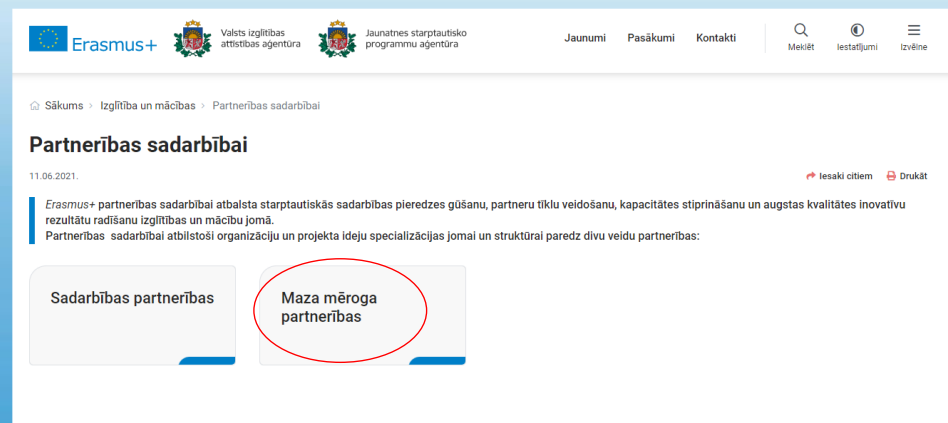 Erasmus+
Valsts izglītības
attīstības aģentūra
Jaunatnes starptautisko
programmu aģentūra
Jaunumi Pasākumi Kontakti
Meklēt Iestatījumi Izvēlne
Sākums > Izglītība un mācības > Partnerības sadarbībai
Partnerības sadarbībai
11.06.2021.
Iesaki citiem Drukāt
Erasmus+ partnerības sadarbībai atbalsta starptautiskās sadarbības pieredzes gūšanu, partneru tīklu veidošanu, kapacitātes stiprināšanu un augstas kvalitātes inovatīvu
rezultātu radīšanu izglītības un mācību jomā.
Partnerības sadarbībai atbilstoši organizāciju un projekta ideju specializācijas jomai un struktūrai paredz divu veidu partnerības:
Sadarbības partnerības
Maza mēroga
partnerības